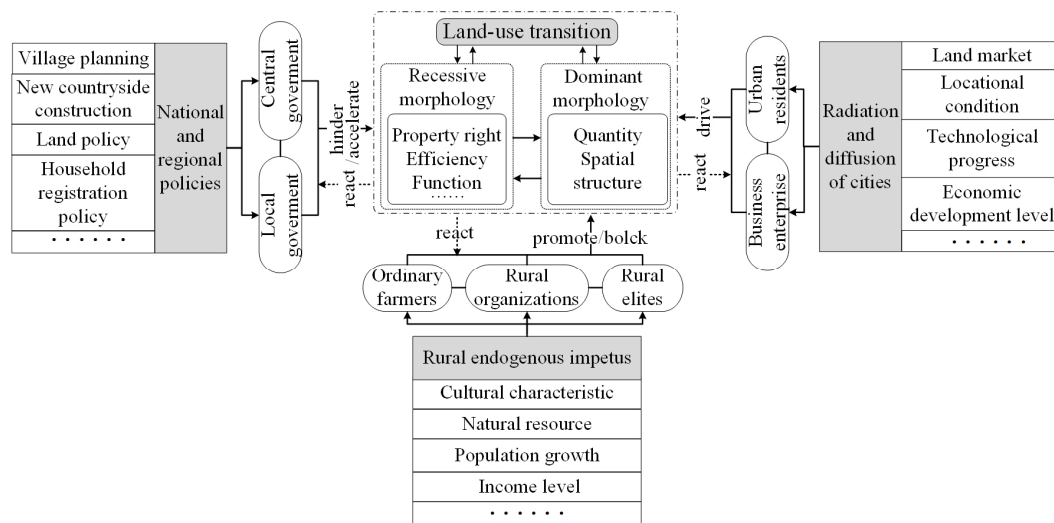 Land-use transition
Village planning
New countryside
construction
Land policy
Household
registration
policy
. . . . . .
National
and
regional
policies
Central
goverment
Local
goverment
hinder
/accelerate
react
Recessive
morphology
Property right
Efficiency
Function
......
Dominant
morphology
Quantity
Spatial
structure
drive
react
Urban
residents
Business
enterprise
Radiation
and
diffusion
of cities
Land market
Locational
condition
Technological
progress
Economic
development level
. . . . . .
react
promote/bolck
Ordinary
farmers
Rural
organizations
Rural
elites
Rural endogenous impetus
Cultural characteristic
Natural resource
Population growth
Income level
. . . . . .